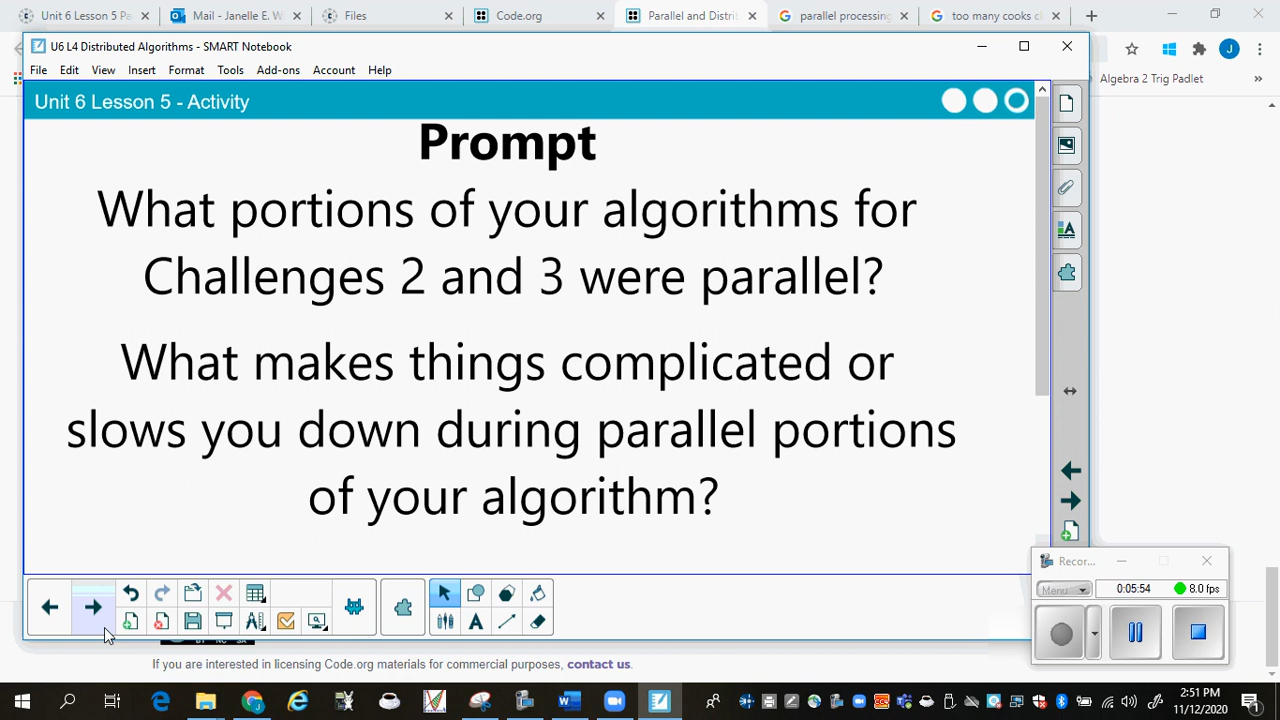 Unit 6 Lesson 5 Pa
Mail - Janelle E. W
Files
Code.org
Parallel and Distri
parallel processing
too many cooks c
J
Algebra 2 Trig Padlet
U6 L4 Distributed Algorithms - SMART Notebook
File Edit View Insert Format Tools Add-ons Account Help
Unit 6 Lesson 5 - Activity
Prompt
What portions of your algorithms for
Challenges 2 and 3 were parallel?
What makes things complicated or
slows you down during parallel portions
of your algorithm?
Recor...
Menu
0:05:54
8.0 fps
If you are interested in licensing Code.org materials for commercial purposes, contact us.
2:51 PM
11/12/2020